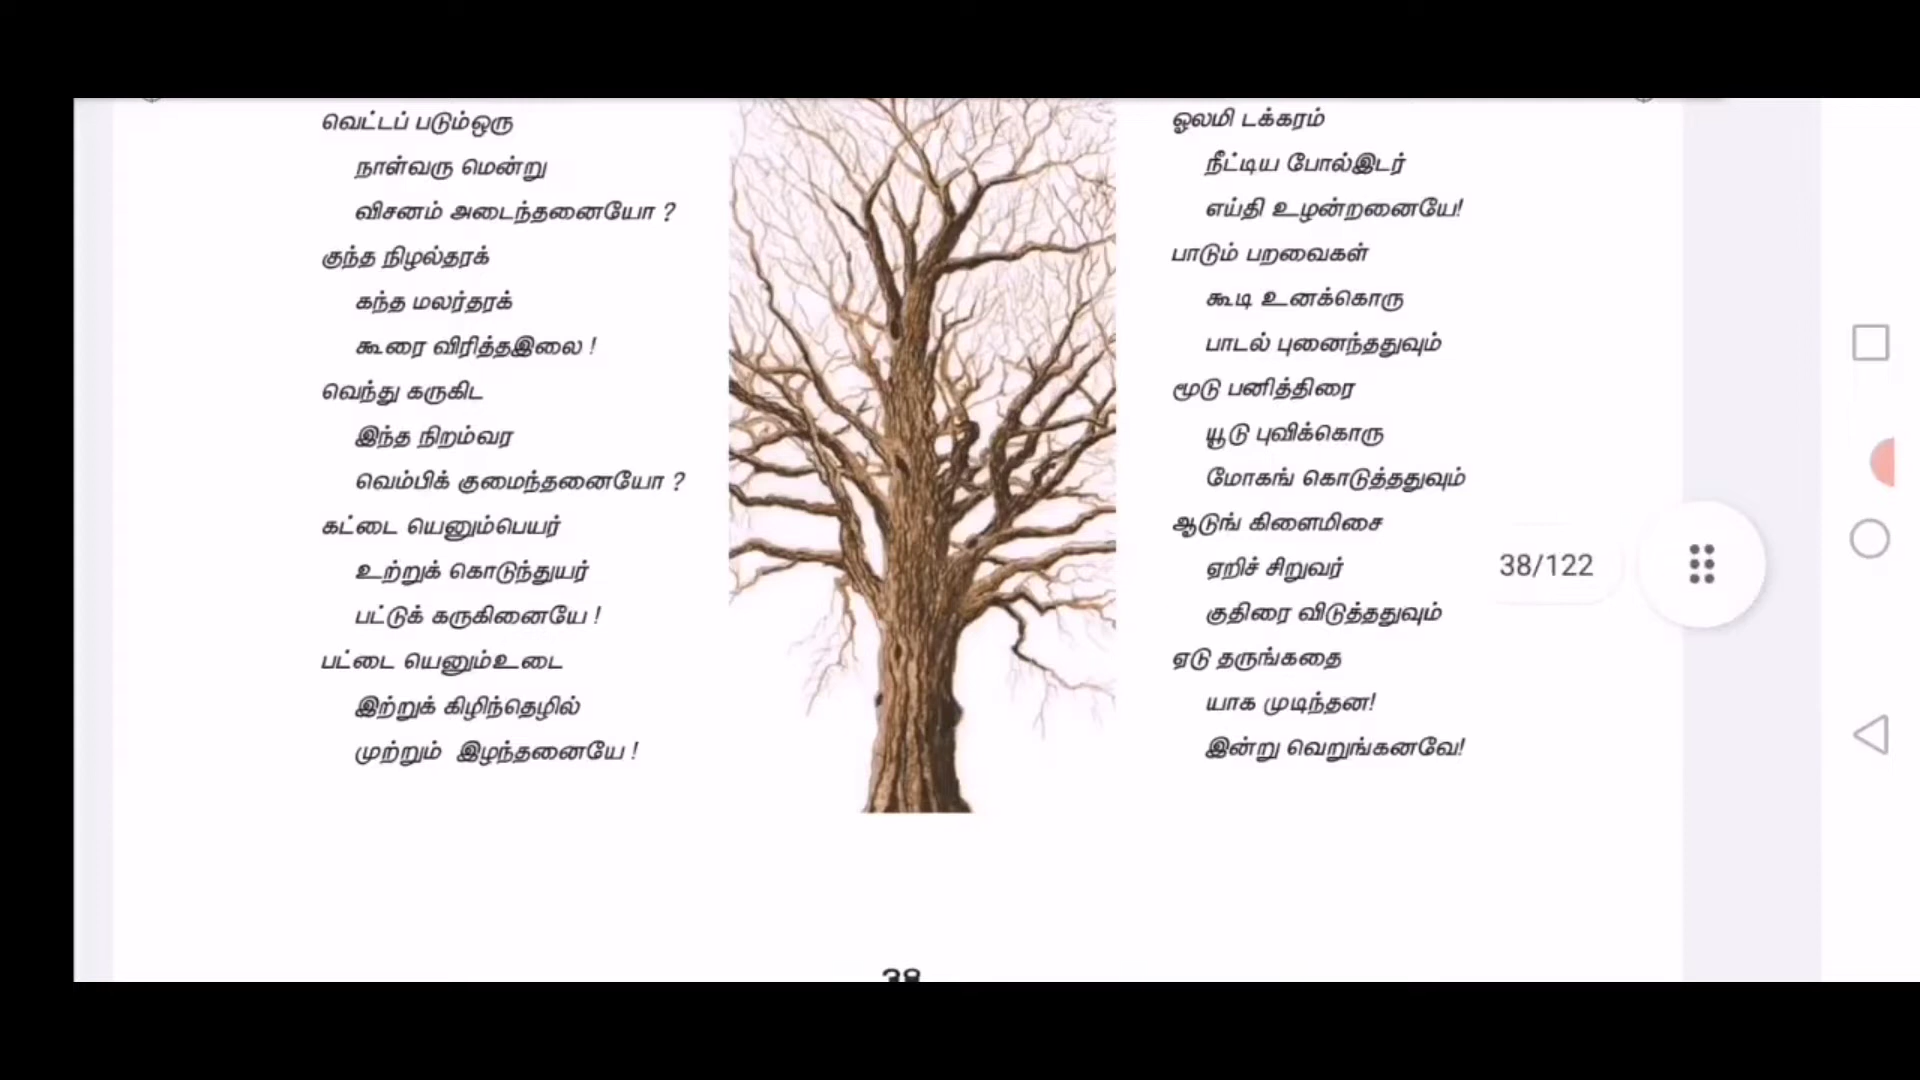 வெட்டப் படும்ஒரு
நாள்வரு மென்று
விசனம் அடைந்தனையோ ?
குந்த நிழல்தரக்
கந்த மலர்தரக்
கூரை விரித்தஇலை !
வெந்து கருகிட
இந்த நிறம்வர
வெம்பிக் குமைந்தனையோ ?
கட்டை யெனும்பெயர்
உற்றுக் கொடுந்துயர்
பட்டுக் கருகினையே !
பட்டை யெனும்உடை
இற்றுக் கிழிந்தெழில்
முற்றும் இழந்தனையே !
ஓலமி டக்கரம்
நீட்டிய போல்இடர்
எய்தி உழன்றனையே!
பாடும் பறவைகள்
கூடி உனக்கொரு
பாடல் புனைந்ததுவும்
மூடு பனித்திரை
யூடு புவிக்கொரு
மோகங் கொடுத்ததுவும்
ஆடுங் கிளைமிசை
ஏறிச் சிறுவர்
குதிரை விடுத்ததுவும்
ஏடு தருங்கதை
யாக முடிந்தன!
இன்று வெறுங்கனவே!
38/122
38